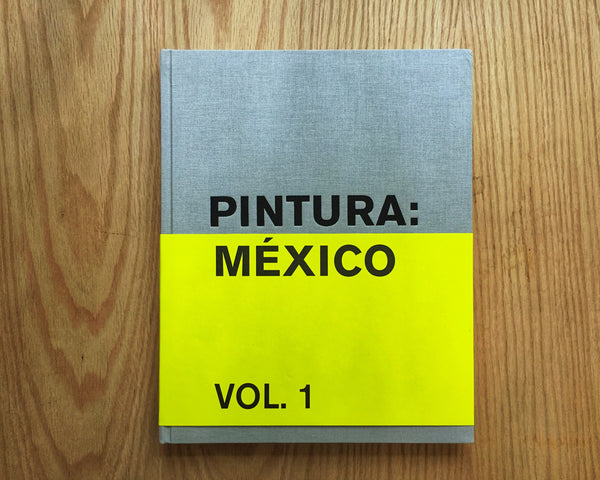 PINTURA:
MÉXICO
VOL. 1